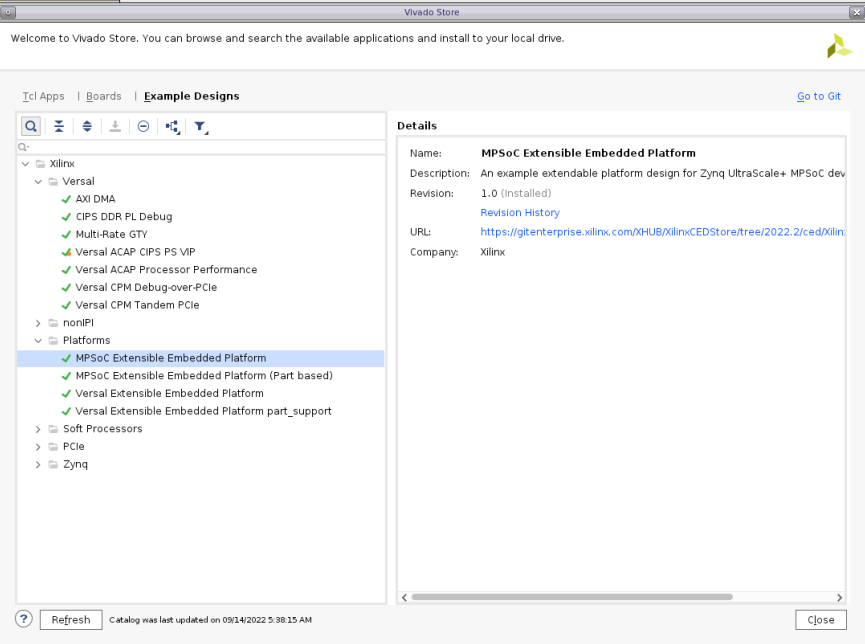 Vivado Store
Welcome to Vivado Store. You can browse and search the available applications and install to your local drive.
Tcl Apps | Boards | Example Designs
Go to Git
Details
Xilinx
Versal
AXI DMA
CIPS DDR PL Debug
Multi-Rate GTY
Versal ACAP CIPS PS VIP
Versal ACAP Processor Performance
Versal CPM Debug-over-PCIe
Versal CPM Tandem PCIe
nonIPI
Platforms
MPSoC Extensible Embedded Platform
MPSoC Extensible Embedded Platform (Part based)
Versal Extensible Embedded Platform
Versal Extensible Embedded Platform part_support
Soft Processors
PCIe
Zynq
Name: MPSoC Extensible Embedded Platform
Description: An example extendable platform design for Zynq UltraScale+ MPSoC dev
Revision: 1.0 (Installed)
Revision History
URL: https://gitenterprise.xilinx.com/XHUB/XilinxCEDStore/tree/2022.2/ced/Xilin
Company: Xilinx
? Refresh Catalog was last updated on 09/14/2022 5:38:15 AM
Close